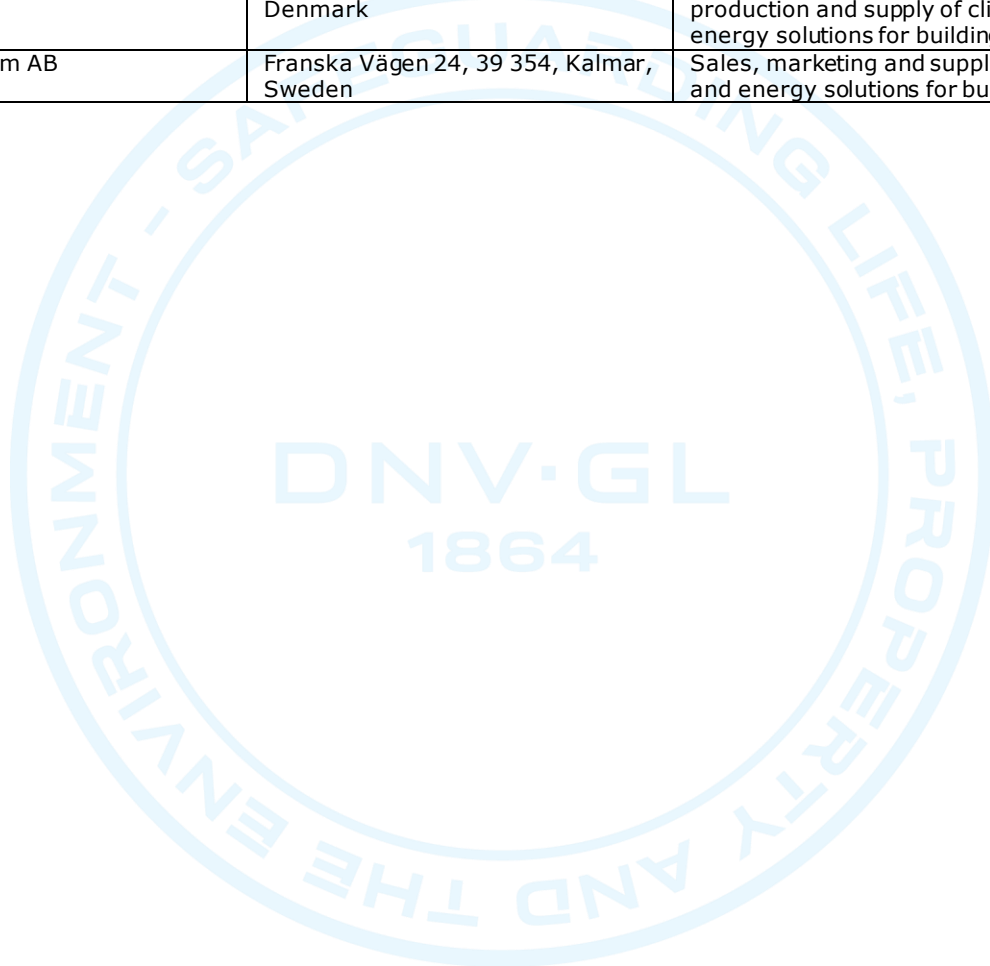 Denmark
production and supply of cli
energy solutions for buildin
m AB
Franska Vägen 24, 39 354, Kalmar,
Sweden
Sales, marketing and suppl
and energy solutions for bu
SAFEGUARDING LIFE, PROPERTY AND THE ENVIRONMENT -
DNV·GL
1864